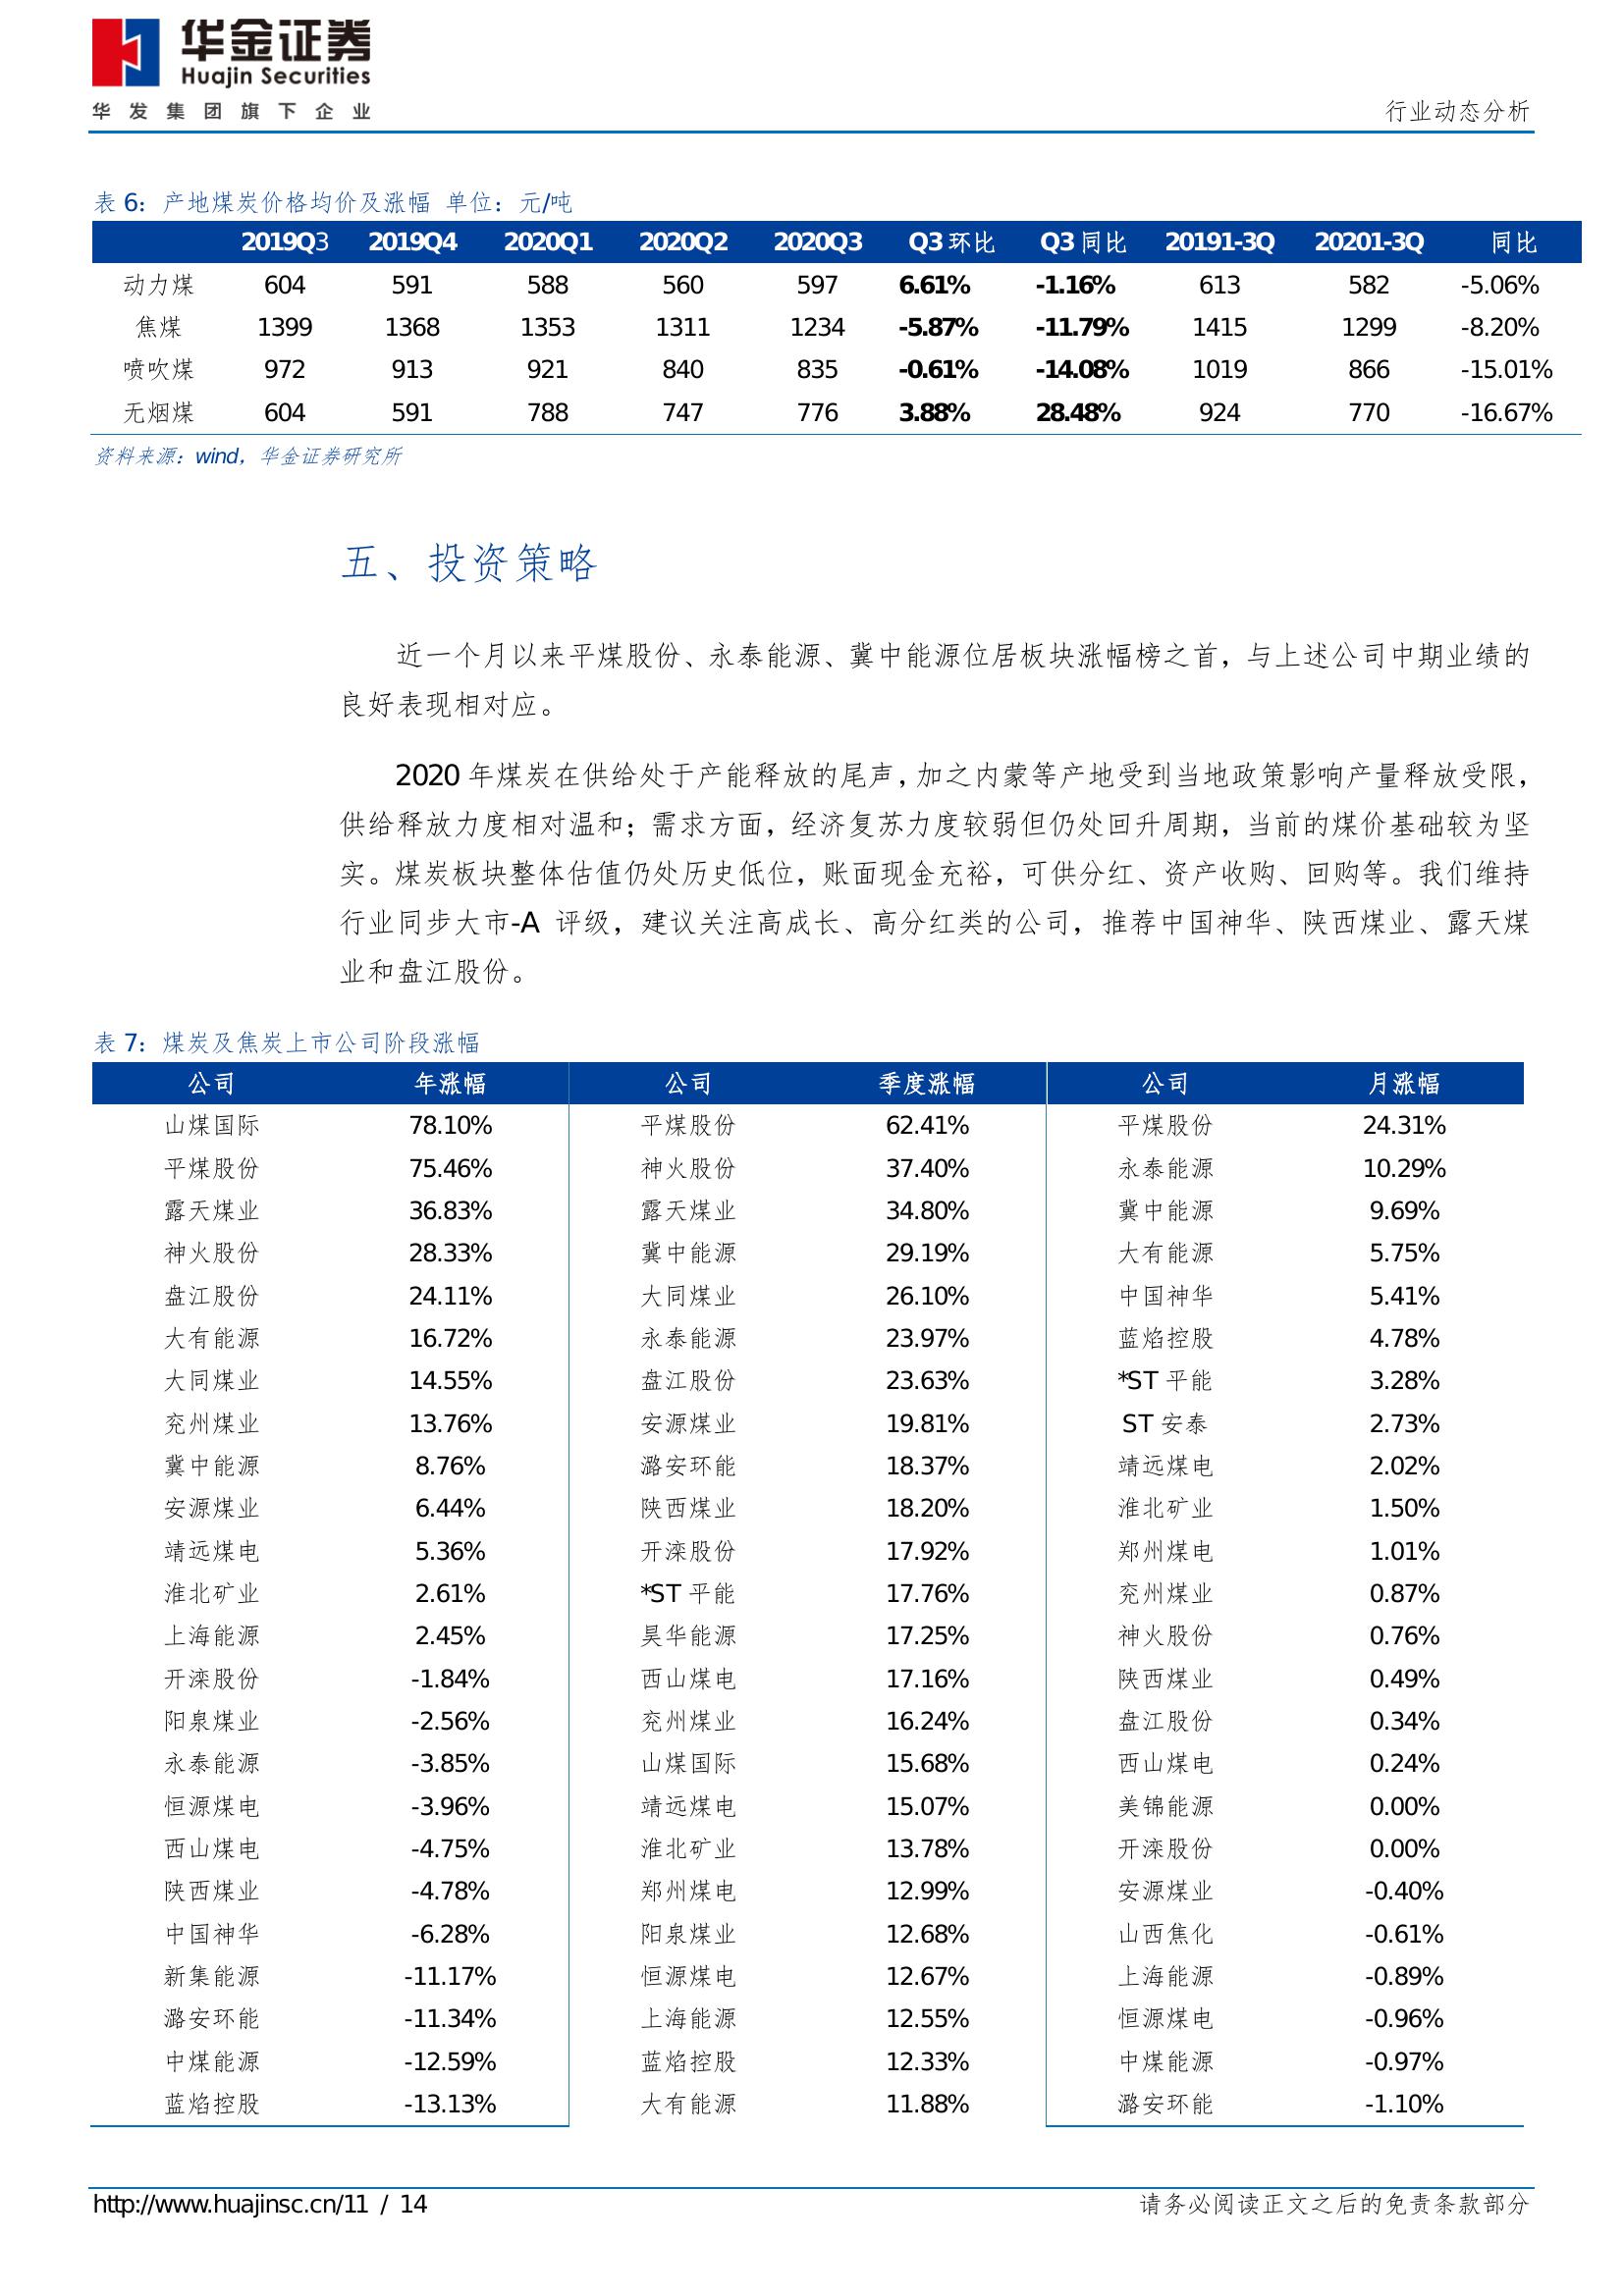 华金证券
Huajin Securities
华发集团旗下企业
行业动态分析
表 6：产地煤炭价格均价及涨幅 单位：元/吨
2019Q3 2019Q4 2020Q1 2020Q2 2020Q3 Q3 环比 Q3 同比 20191-3Q 20201-3Q 同比
动力煤 604 591 588 560 597 6.61% -1.16% 613 582 -5.06%
焦煤 1399 1368 1353 1311 1234 -5.87% -11.79% 1415 1299 -8.20%
喷吹煤 972 913 921 840 835 -0.61% -14.08% 1019 866 -15.01%
无烟煤 604 591 788 747 776 3.88% 28.48% 924 770 -16.67%
资料来源：wind，华金证券研究所
五、投资策略
近一个月以来平煤股份、永泰能源、冀中能源位居板块涨幅榜之首，与上述公司中期业绩的
良好表现相对应。
2020 年煤炭在供给处于产能释放的尾声，加之内蒙等产地受到当地政策影响产量释放受限，
供给释放力度相对温和；需求方面，经济复苏力度较弱但仍处回升周期，当前的煤价基础较为坚
实。煤炭板块整体估值仍处历史低位，账面现金充裕，可供分红、资产收购、回购等。我们维持
行业同步大市-A 评级，建议关注高成长、高分红类的公司，推荐中国神华、陕西煤业、露天煤
业和盘江股份。
表 7：煤炭及焦炭上市公司阶段涨幅
公司 年涨幅 公司 季度涨幅 公司 月涨幅
山煤国际 78.10% 平煤股份 62.41% 平煤股份 24.31%
平煤股份 75.46% 神火股份 37.40% 永泰能源 10.29%
露天煤业 36.83% 露天煤业 34.80% 冀中能源 9.69%
神火股份 28.33% 冀中能源 29.19% 大有能源 5.75%
盘江股份 24.11% 大同煤业 26.10% 中国神华 5.41%
大有能源 16.72% 永泰能源 23.97% 蓝焰控股 4.78%
大同煤业 14.55% 盘江股份 23.63% *ST 平能 3.28%
兖州煤业 13.76% 安源煤业 19.81% ST 安泰 2.73%
冀中能源 8.76% 潞安环能 18.37% 靖远煤电 2.02%
安源煤业 6.44% 陕西煤业 18.20% 淮北矿业 1.50%
靖远煤电 5.36% 开滦股份 17.92% 郑州煤电 1.01%
淮北矿业 2.61% *ST 平能 17.76% 兖州煤业 0.87%
上海能源 2.45% 昊华能源 17.25% 神火股份 0.76%
开滦股份 -1.84% 西山煤电 17.16% 陕西煤业 0.49%
阳泉煤业 -2.56% 兖州煤业 16.24% 盘江股份 0.34%
永泰能源 -3.85% 山煤国际 15.68% 西山煤电 0.24%
恒源煤电 -3.96% 靖远煤电 15.07% 美锦能源 0.00%
西山煤电 -4.75% 淮北矿业 13.78% 开滦股份 0.00%
陕西煤业 -4.78% 郑州煤电 12.99% 安源煤业 -0.40%
中国神华 -6.28% 阳泉煤业 12.68% 山西焦化 -0.61%
新集能源 -11.17% 恒源煤电 12.67% 上海能源 -0.89%
潞安环能 -11.34% 上海能源 12.55% 恒源煤电 -0.96%
中煤能源 -12.59% 蓝焰控股 12.33% 中煤能源 -0.97%
蓝焰控股 -13.13% 大有能源 11.88% 潞安环能 -1.10%
http://www.huajinsc.cn/11 / 14 请务必阅读正文之后的免责条款部分